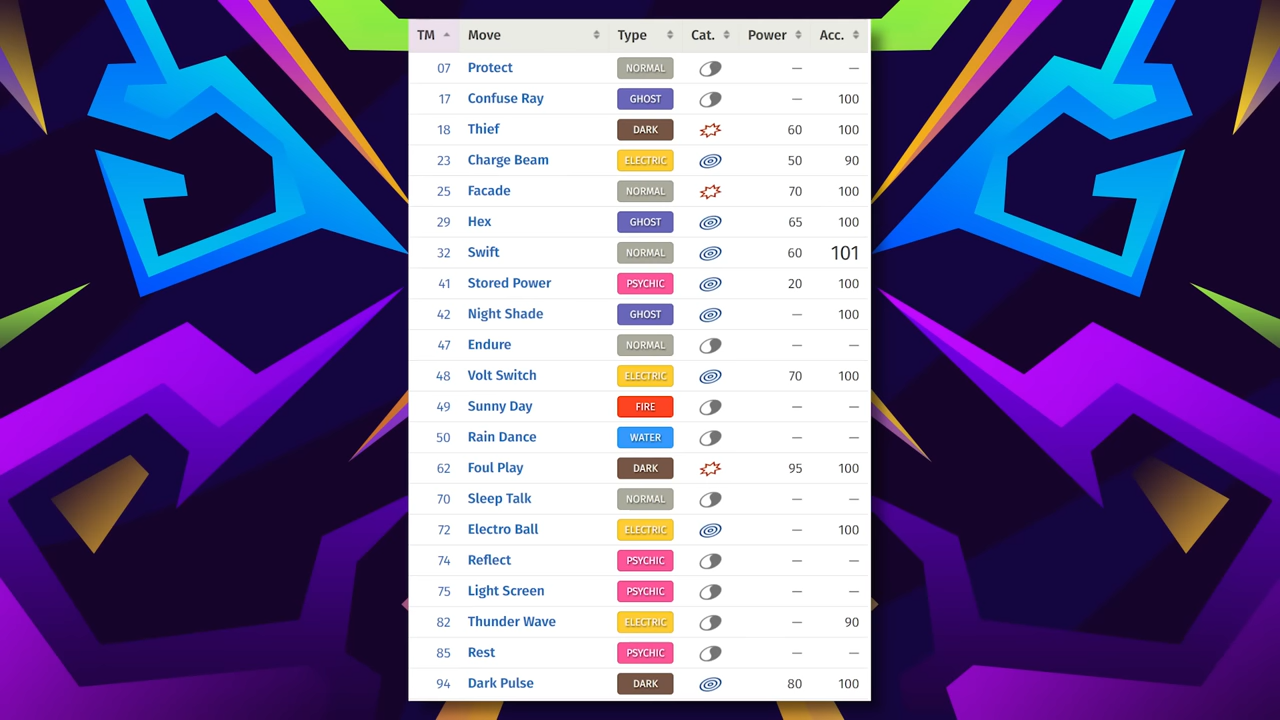 TM Move Type Cat. Power Acc.
07 Protect NORMAL — —
17 Confuse Ray GHOST — 100
18 Thief DARK 60 100
23 Charge Beam ELECTRIC 50 90
25 Facade NORMAL 70 100
29 Hex GHOST 65 100
32 Swift NORMAL 60 101
41 Stored Power PSYCHIC 20 100
42 Night Shade GHOST — 100
47 Endure NORMAL — —
48 Volt Switch ELECTRIC 70 100
49 Sunny Day FIRE — —
50 Rain Dance WATER — —
62 Foul Play DARK 95 100
70 Sleep Talk NORMAL — —
72 Electro Ball ELECTRIC — 100
74 Reflect PSYCHIC — —
75 Light Screen PSYCHIC — —
82 Thunder Wave ELECTRIC — 90
85 Rest PSYCHIC — —
94 Dark Pulse DARK 80 100